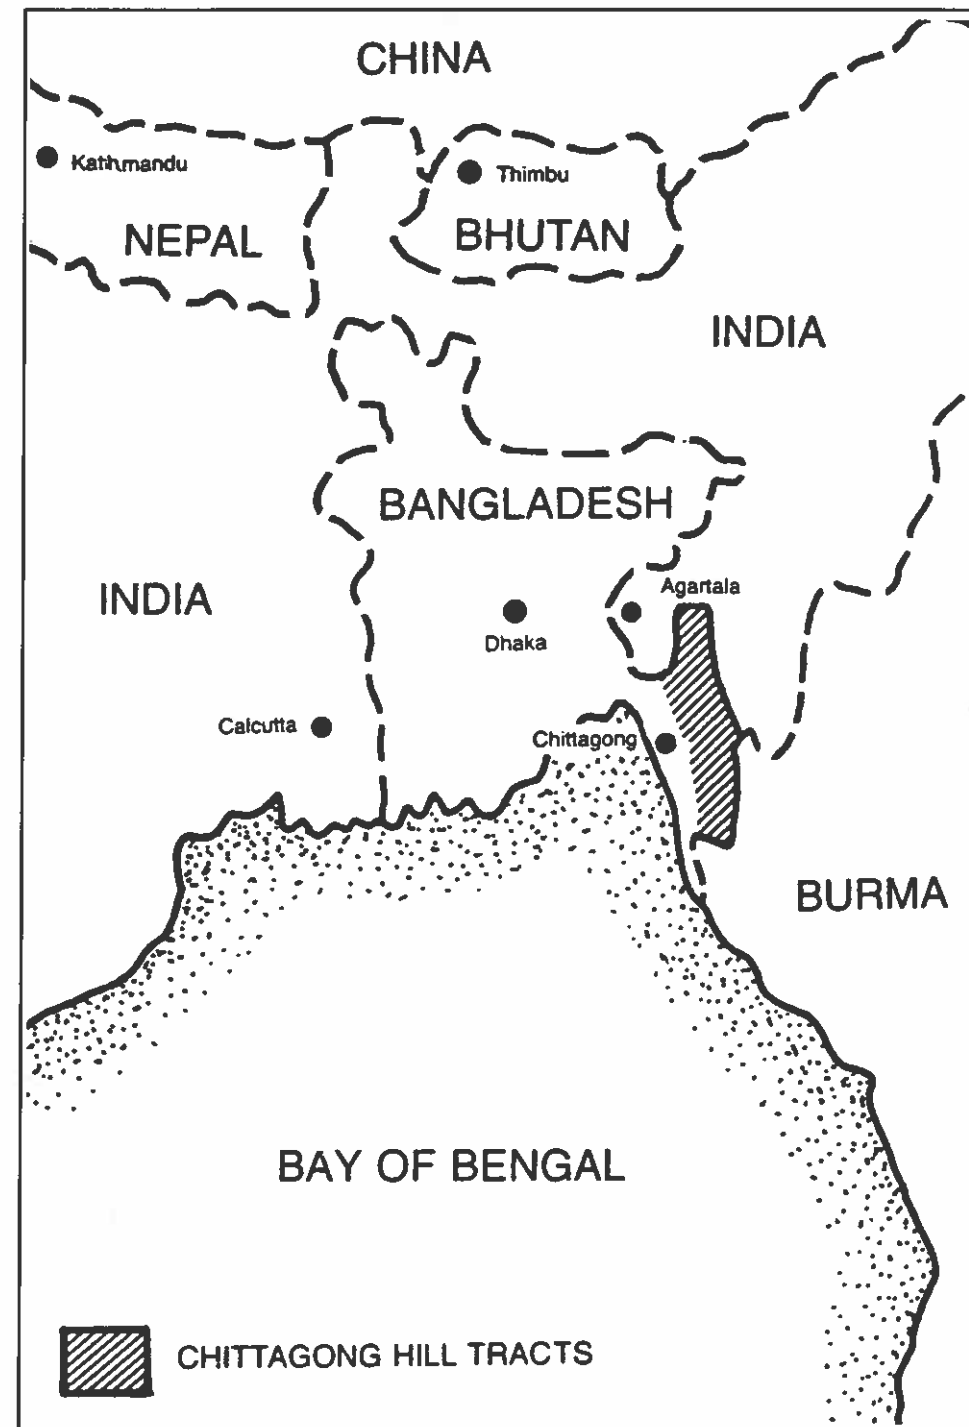 CHINA
Kathmandu
Thimbu
NEPAL
BHUTAN
INDIA
BANGLADESH
INDIA
Agartala
Dhaka
Calcutta
Chittagong
BURMA
BAY OF BENGAL
CHITTAGONG HILL TRACTS